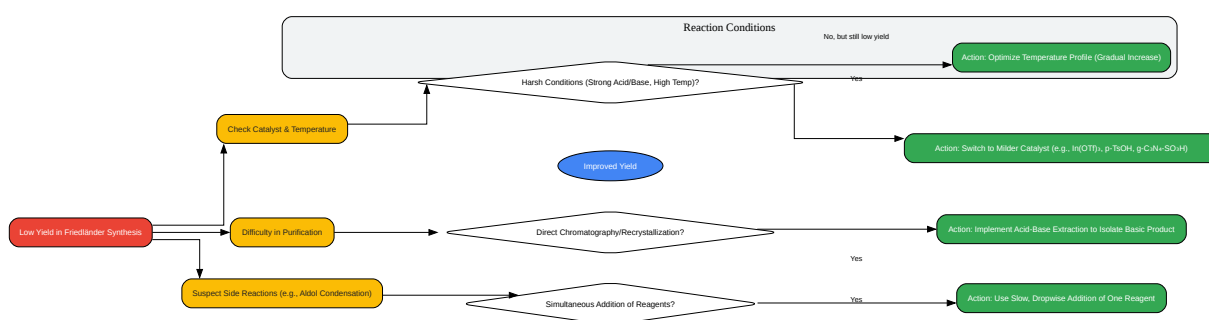 Reaction Conditions
No, but still low yield
Action: Optimize Temperature Profile (Gradual Increase)
Yes
Harsh Conditions (Strong Acid/Base, High Temp)?
Check Catalyst & Temperature
Action: Switch to Milder Catalyst (e.g., In(OTf)₃, p-TsOH, g-C₃N₄-SO₃H)
Improved Yield
Low Yield in Friedländer Synthesis
Difficulty in Purification
Direct Chromatography/Recrystallization?
Action: Implement Acid-Base Extraction to Isolate Basic Product
Yes
Suspect Side Reactions (e.g., Aldol Condensation)
Simultaneous Addition of Reagents?
Yes
Action: Use Slow, Dropwise Addition of One Reagent